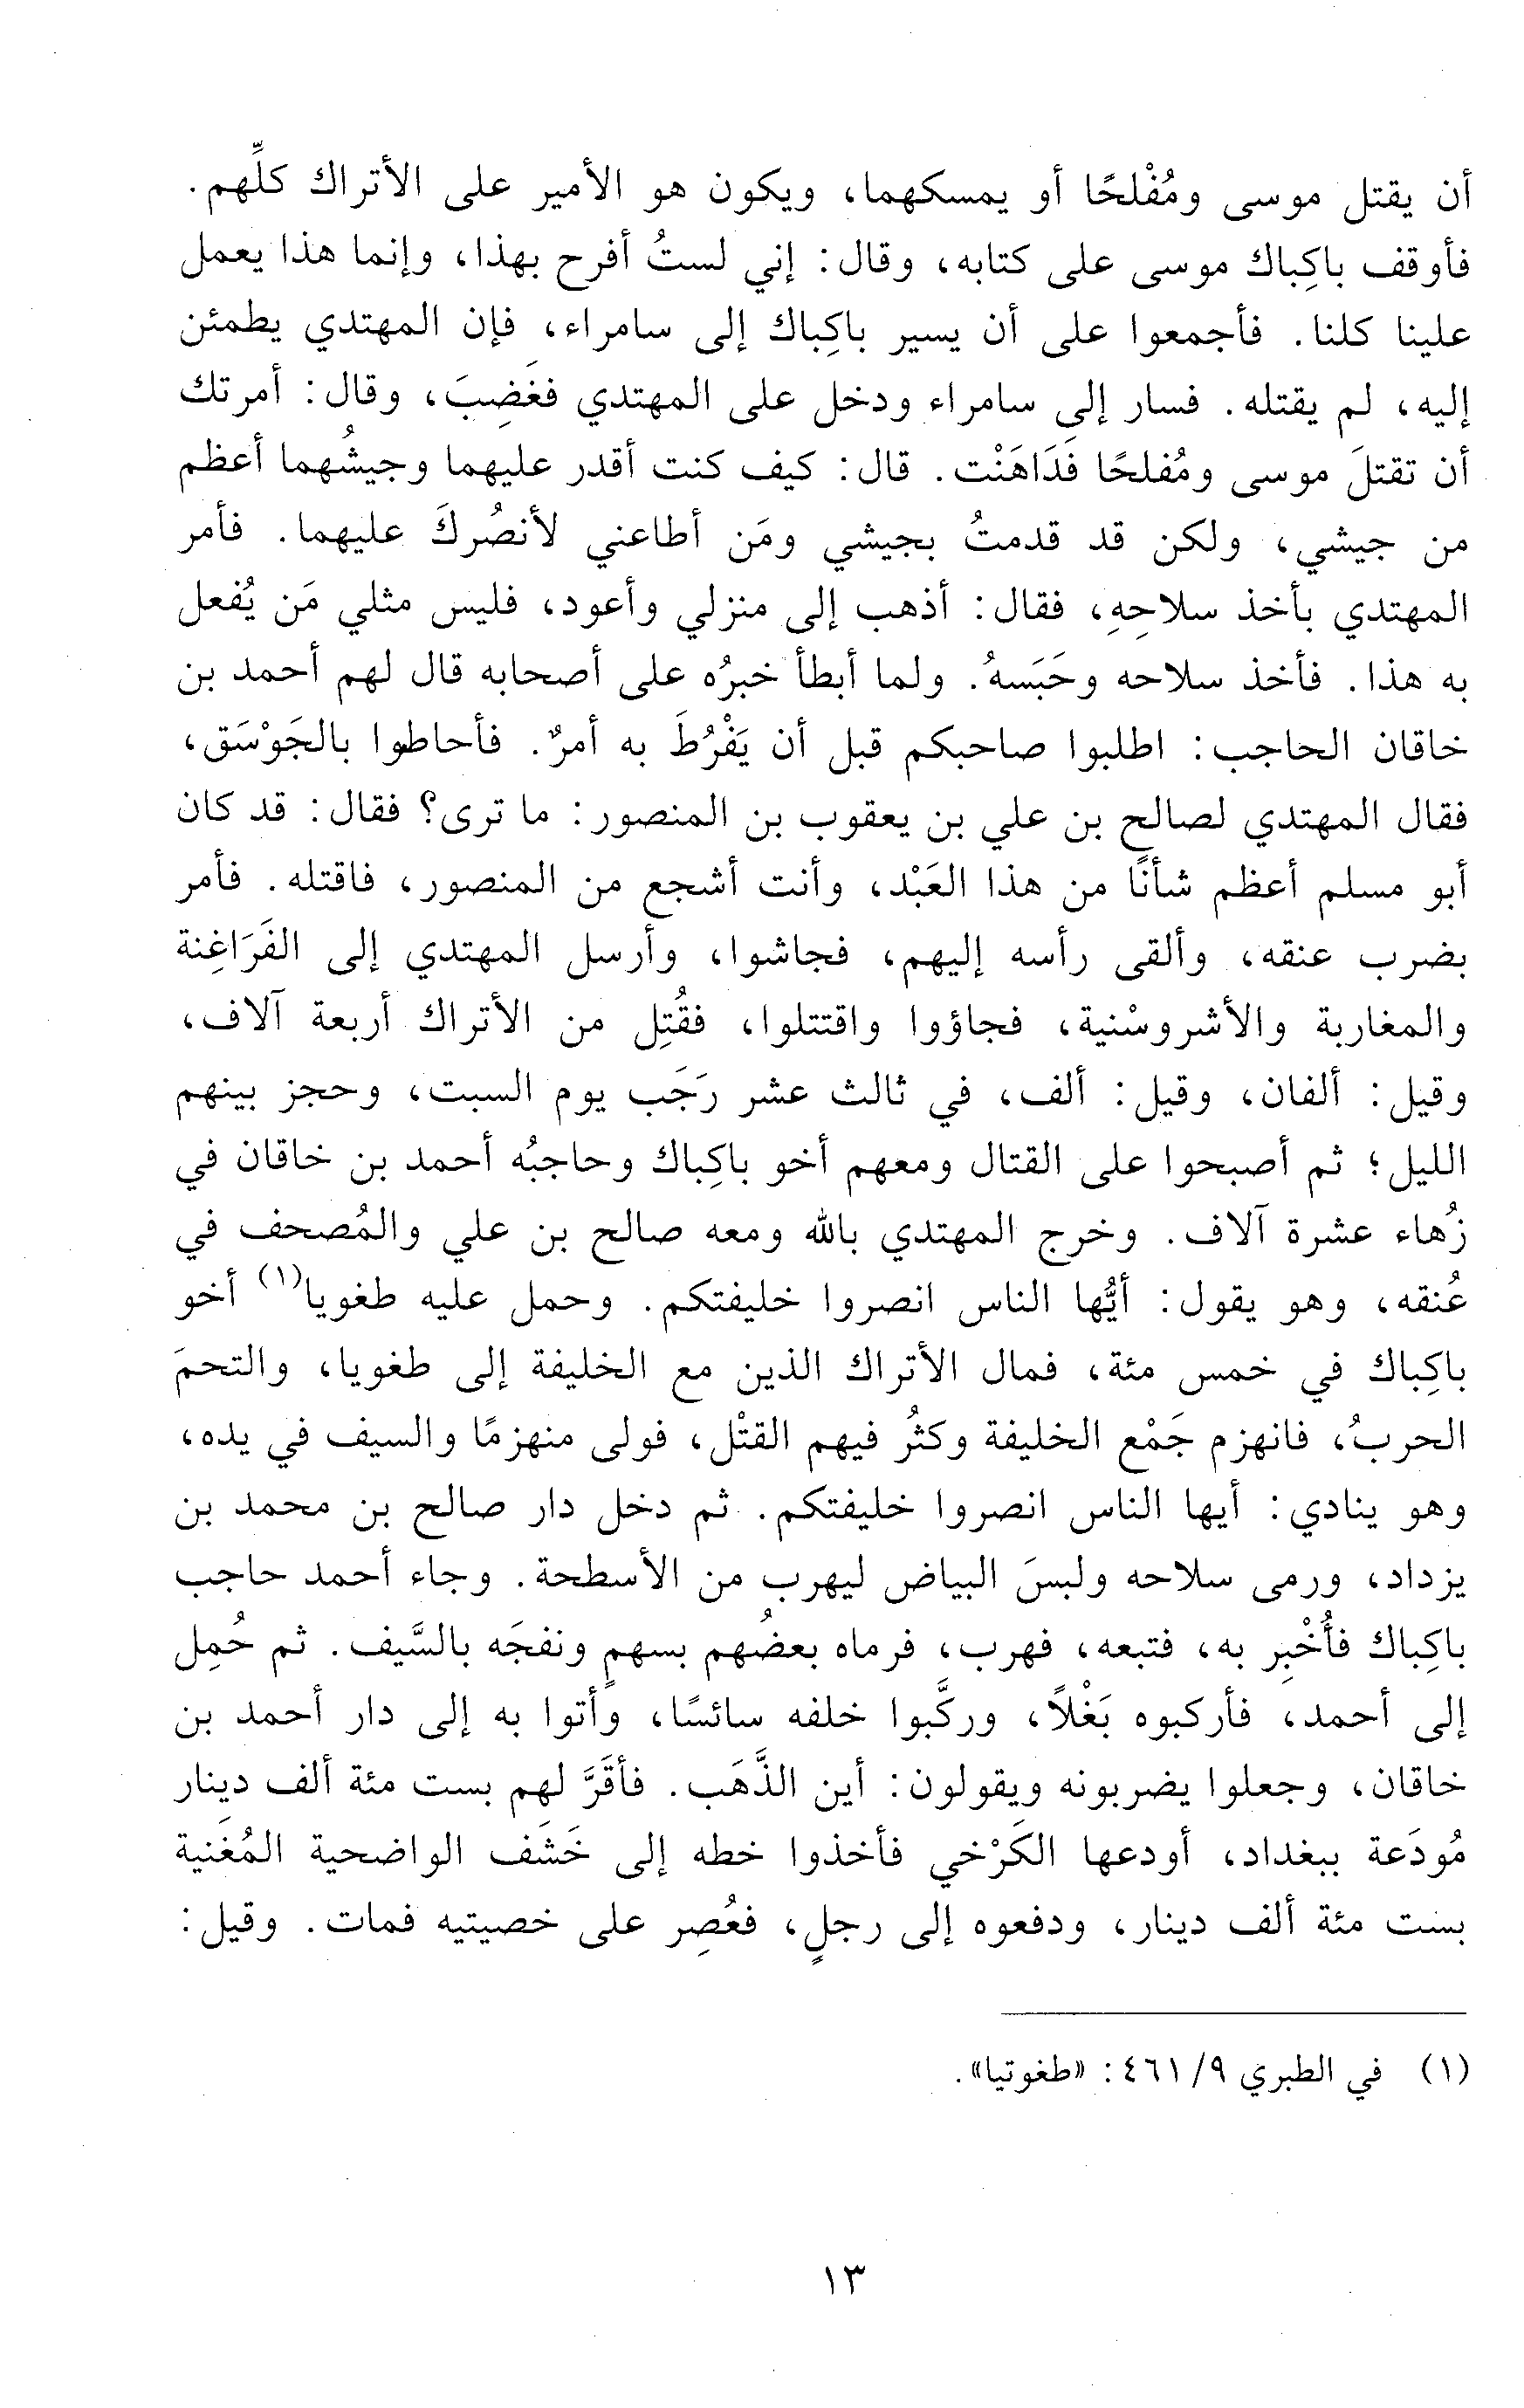 أن يقتل موسى ومُفْلحًا أو يمسكهما، ويكون هو الأمير على الأتراك كلِّهم.
فأوقف باكِباك موسى على كتابه، وقال: إني لستُ أفرح بهذا، وإنما هذا يعمل
علينا كلنا. فأجمعوا على أن يسير باكِباك إلى سامراء، فإن المهتدي يطمئن
إليه، لم يقتله. فسار إلى سامراء ودخل على المهتدي فغَضِبَ، وقال: أمرتك
أن تقتلَ موسى ومُفلحًا فَدَاهَنْت. قال: كيف كنت أقدر عليهما وجيشُهما أعظم
من جيشي، ولكن قد قدمتُ بجيشي ومَن أطاعني لأنصُركَ عليهما. فأمر
المهتدي بأخذ سلاحِهِ، فقال: أذهب إلى منزلي وأعود، فليس مثلي مَن يُفعل
به هذا. فأخذ سلاحه وحَبَسهُ. ولما أبطأ خبرُه على أصحابه قال لهم أحمد بن
خاقان الحاجب: اطلبوا صاحبكم قبل أن يَفْرُطَ به أمرٌ. فأحاطوا بالجَوْسَق،
فقال المهتدي لصالح بن علي بن يعقوب بن المنصور: ما ترى؟ فقال: قد كان
أبو مسلم أعظم شأنًا من هذا العَبْد، وأنت أشجع من المنصور، فاقتله. فأمر
بضرب عنقه، وألقى رأسه إليهم، فجاشوا، وأرسل المهتدي إلى الفَرَاغِنة
والمغاربة والأشروسْنية، فجاؤوا واقتتلوا، فقُتِل من الأتراك أربعة آلاف،
وقيل: ألفان، وقيل: ألف، في ثالث عشر رَجَب يوم السبت، وحجز بينهم
الليل؛ ثم أصبحوا على القتال ومعهم أخو باكِباك وحاجبُه أحمد بن خاقان في
زُهاء عشرة آلاف. وخرج المهتدي بالله ومعه صالح بن علي والمُصحف في
عُنقه، وهو يقول: أيُّها الناس انصروا خليفتكم. وحمل عليه طغويا(١) أخو
باكِباك في خمس مئة، فمال الأتراك الذين مع الخليفة إلى طغويا، والتحمَ
الحربُ، فانهزم جَمْع الخليفة وكثُر فيهم القتْل، فولى منهزمًا والسيف في يده،
وهو ينادي: أيها الناس انصروا خليفتكم. ثم دخل دار صالح بن محمد بن
يزداد، ورمى سلاحه ولبسَ البياض ليهرب من الأسطحة. وجاء أحمد حاجب
باكِباك فأُخْبِر به، فتبعه، فهرب، فرماه بعضُهم بسهمٍ ونفجَه بالسَّيف. ثم حُمِل
إلى أحمد، فأركبوه بَغْلاً، وركَّبوا خلفه سائسًا، وأتوا به إلى دار أحمد بن
خاقان، وجعلوا يضربونه ويقولون: أين الذَّهَب. فأقَرَّ لهم بست مئة ألف دينار
مُودَعة ببغداد، أودعها الكَرْخي فأخذوا خطه إلى خَشَف الواضحية المُغَنية
بست مئة ألف دينار، ودفعوه إلى رجلٍ، فعُصِر على خصيتيه فمات. وقيل:
(١) في الطبري ٩/ ٤٦١: «طغوتيا».
١٣